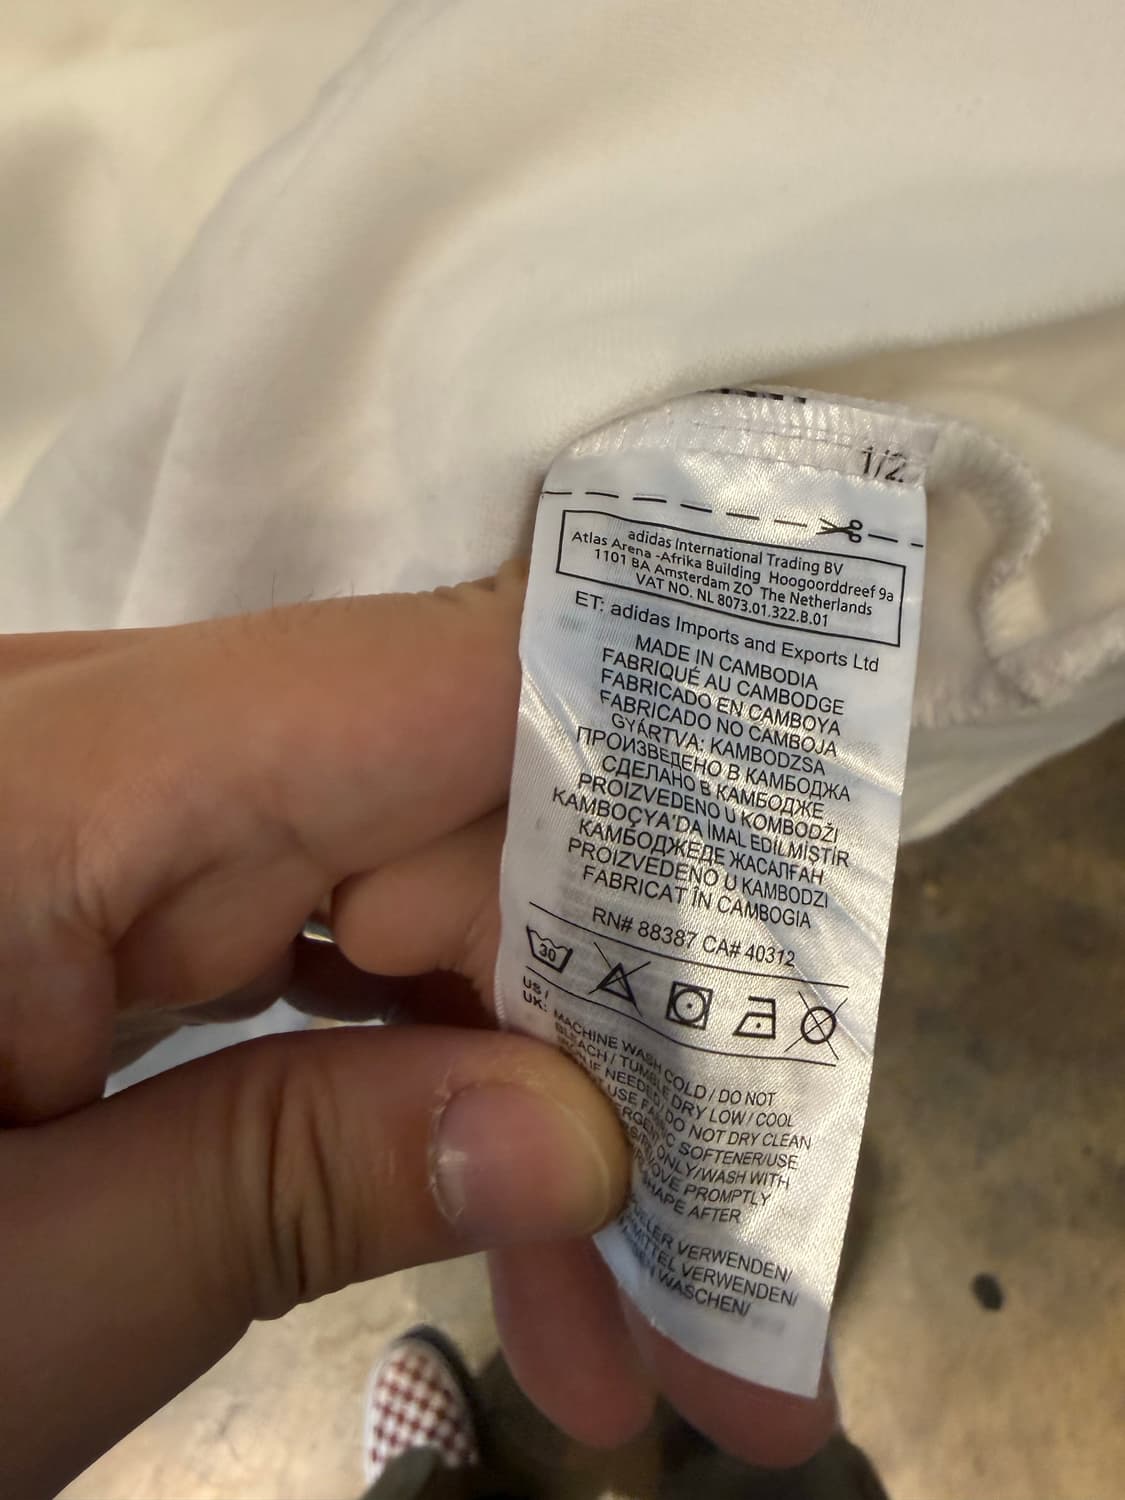 1/2
adidas International Trading BV
Atlas Arena -Afrika Building Hoogoorddreef 9a
1101 BA Amsterdam ZO The Netherlands
VAT NO. NL 8073.01.322.B.01
ET: adidas Imports and Exports Ltd
MADE IN CAMBODIA
FABRIQUÉ AU CAMBODGE
FABRICADO EN CAMBOYA
FABRICADO NO CAMBOJA
GYÁRTVA: KAMBODZSA
ПРОИЗВЕДЕНО В КАМБОДЖА
СДЕЛАНО В КАМБОДЖЕ
PROIZVEDENO U KOMBODŽI
KAMBOÇYA'DA İMAL EDİLMİŞTİR
КАМБОДЖЕДЕ ЖАСАЛҒАН
PROIZVEDENO U KAMBODZI
FABRICAT ÎN CAMBOGIA
RN# 88387 CA# 40312
30
US /
UK:
MACHINE WASH COLD / DO NOT
BLEACH / TUMBLE DRY LOW / COOL
IF NEEDED/ DO NOT DRY CLEAN
USE SOFTENER/USE
ONLY/WASH WITH
PROMPTLY
AFTER
VERWENDEN/
VERWENDEN/
WASCHEN/